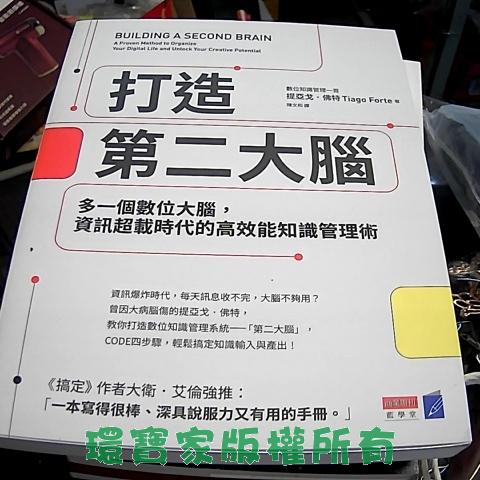 BUILDING A SECOND BRAIN
A Proven Method to Organize
Your Digital Life and Unlock Your Creative Potential
打造
第二大腦
數位知識管理一哥
提亞戈・佛特 Tiago Forte 著
陳文和 譯
多一個數位大腦，
資訊超載時代的高效能知識管理術
資訊爆炸時代，每天訊息收不完，大腦不夠用？
曾因大病腦傷的提亞戈・佛特，
教你打造數位知識管理系統——「第二大腦」，
CODE四步驟，輕鬆搞定知識輸入與產出！
《搞定》作者大衛・艾倫強推：
「一本寫得很棒、深具說服力又有用的手冊。」
商業周刊
藍學堂
環寶家版權所有